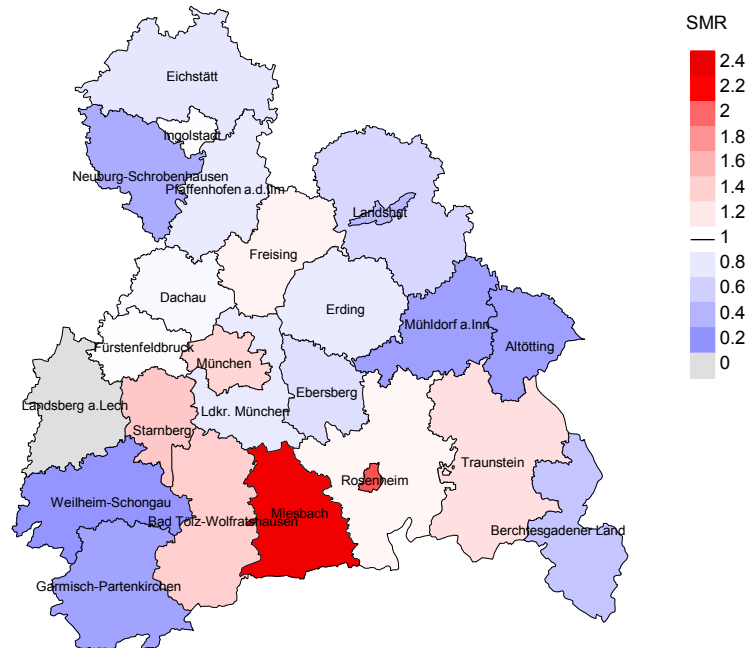 SMR
2.4
2.2
2
1.8
1.6
1.4
1.2
1
0.8
0.6
0.4
0.2
0
Eichstätt
Ingolstadt
Neuburg-Schrobenhausen
Pfaffenhofen a.d.Ilm
Landshut
Freising
Dachau
Erding
Mühldorf a.Inn
Altötting
Fürstenfeldbruck
München
Ebersberg
Landsberg a.Lech
Ldkr. München
Starnberg
Traunstein
Rosenheim
Weilheim-Schongau
Miesbach
Bad Tölz-Wolfratshausen
Berchtesgadener Land
Garmisch-Partenkirchen